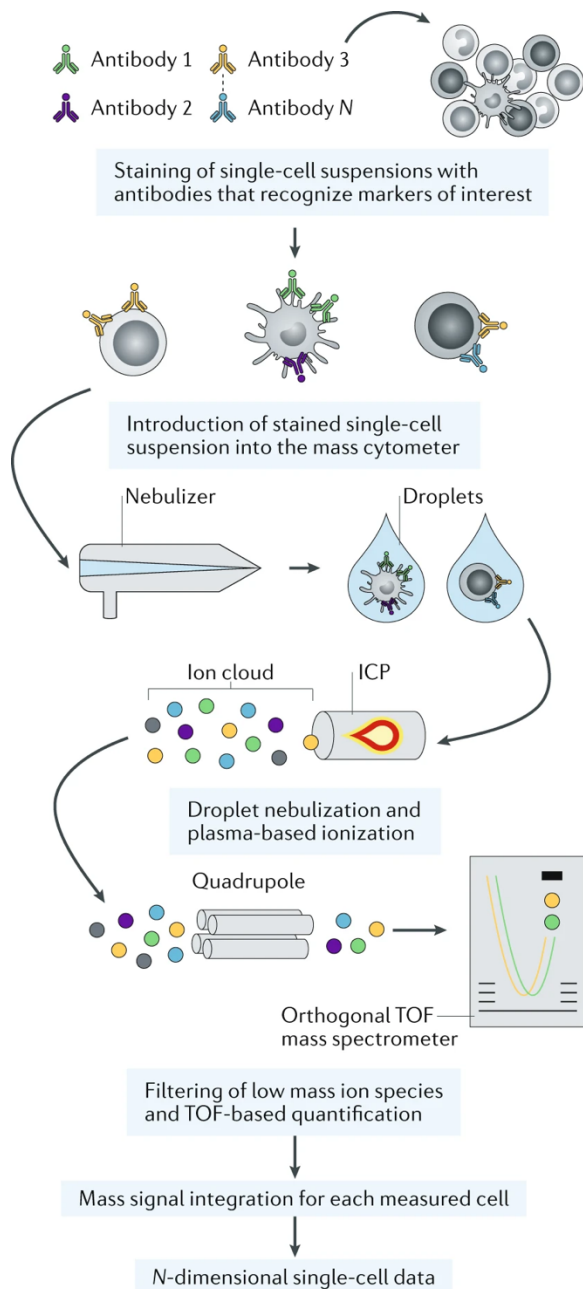 Antibody 1
Antibody 3
Antibody 2
Antibody N
Staining of single-cell suspensions with
antibodies that recognize markers of interest
Introduction of stained single-cell
suspension into the mass cytometer
Nebulizer
Droplets
Ion cloud
ICP
Droplet nebulization and
plasma-based ionization
Quadrupole
Orthogonal TOF
mass spectrometer
Filtering of low mass ion species
and TOF-based quantification
Mass signal integration for each measured cell
N-dimensional single-cell data